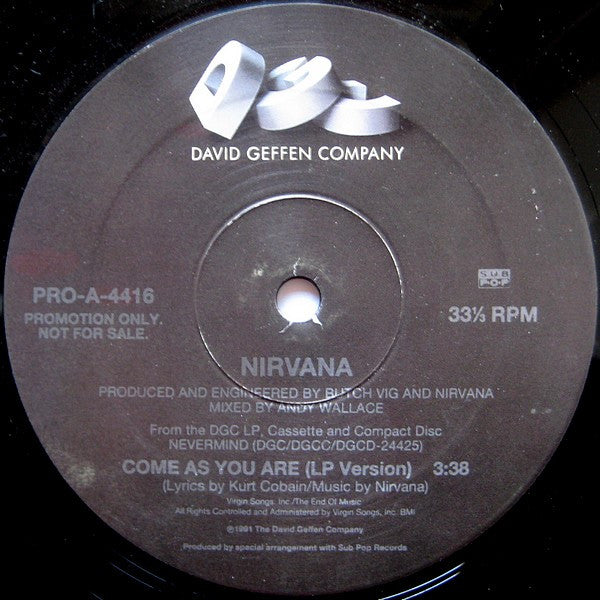 DGC
DAVID GEFFEN COMPANY
PRO-A-4416
PROMOTION ONLY.
NOT FOR SALE.
SUB
POP
33⅓ RPM
NIRVANA
PRODUCED AND ENGINEERED BY BUTCH VIG AND NIRVANA
MIXED BY ANDY WALLACE
From the DGC LP, Cassette and Compact Disc
NEVERMIND (DGC/DGCC/DGCD-24425)
COME AS YOU ARE (LP Version) 3:38
(Lyrics by Kurt Cobain/Music by Nirvana)
Virgin Songs, Inc./The End Of Music
All Rights Controlled and Administered by Virgin Songs, Inc. BMI
℗1991 The David Geffen Company
Produced by special arrangement with Sub Pop Records